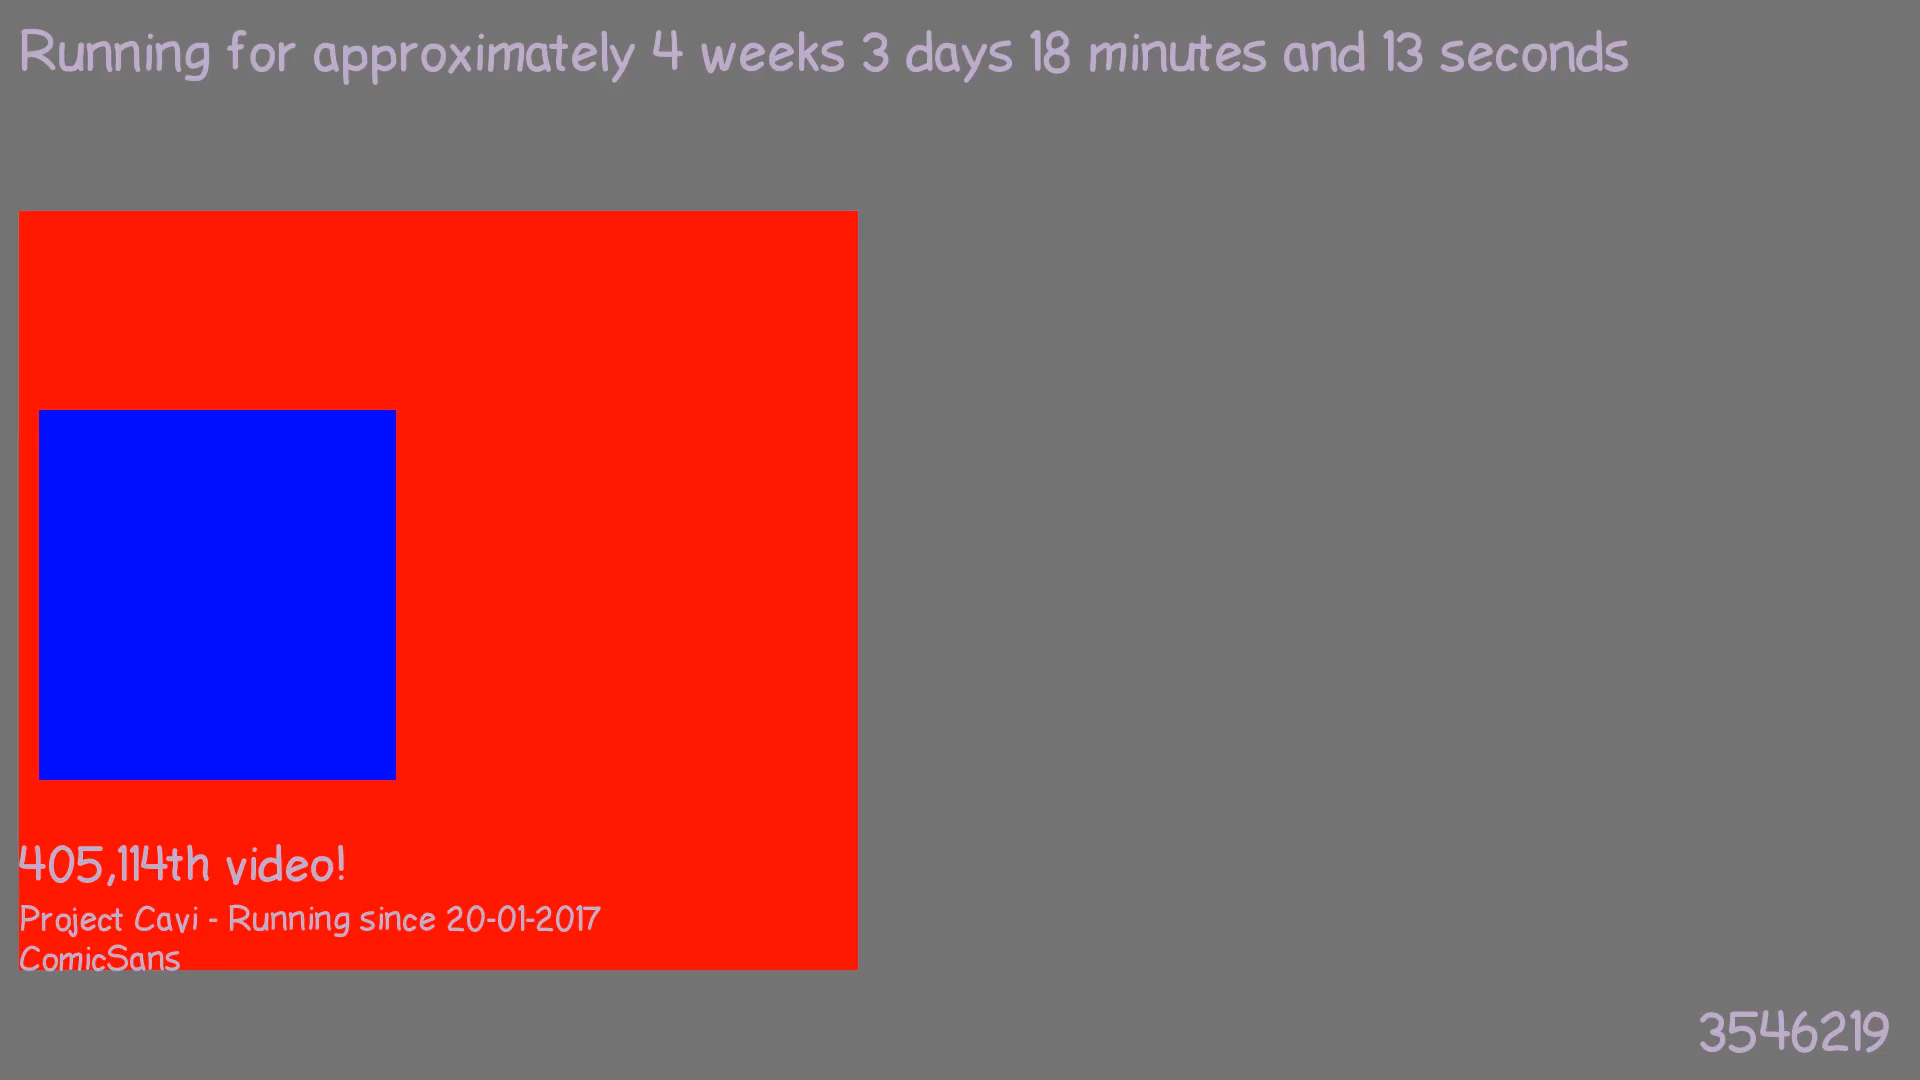 Running for approximately 4 weeks 3 days 18 minutes and 13 seconds
405,114th video!
Project Cavi - Running since 20-01-2017
ComicSans
3546219